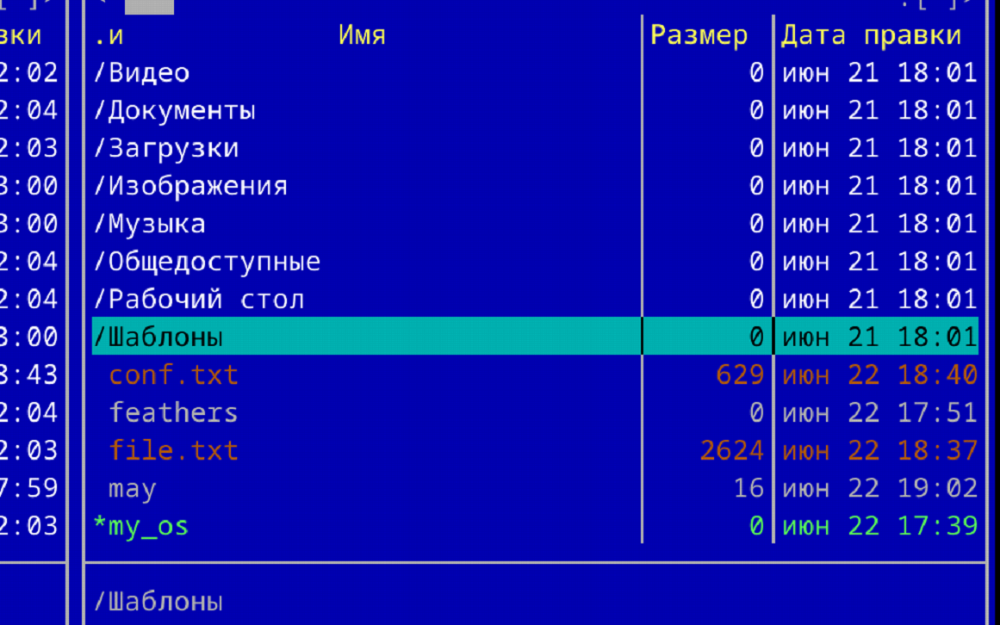 вки .и Имя Размер Дата правки
2:02 /Видео 0 июн 21 18:01
2:04 /Документы 0 июн 21 18:01
2:03 /Загрузки 0 июн 21 18:01
3:00 /Изображения 0 июн 21 18:01
3:00 /Музыка 0 июн 21 18:01
2:04 /Общедоступные 0 июн 21 18:01
2:04 /Рабочий стол 0 июн 21 18:01
3:00 /Шаблоны 0 июн 21 18:01
8:43 conf.txt 629 июн 22 18:40
2:04 feathers 0 июн 22 17:51
2:03 file.txt 2624 июн 22 18:37
7:59 may 16 июн 22 19:02
2:03 *my_os 0 июн 22 17:39
/Шаблоны